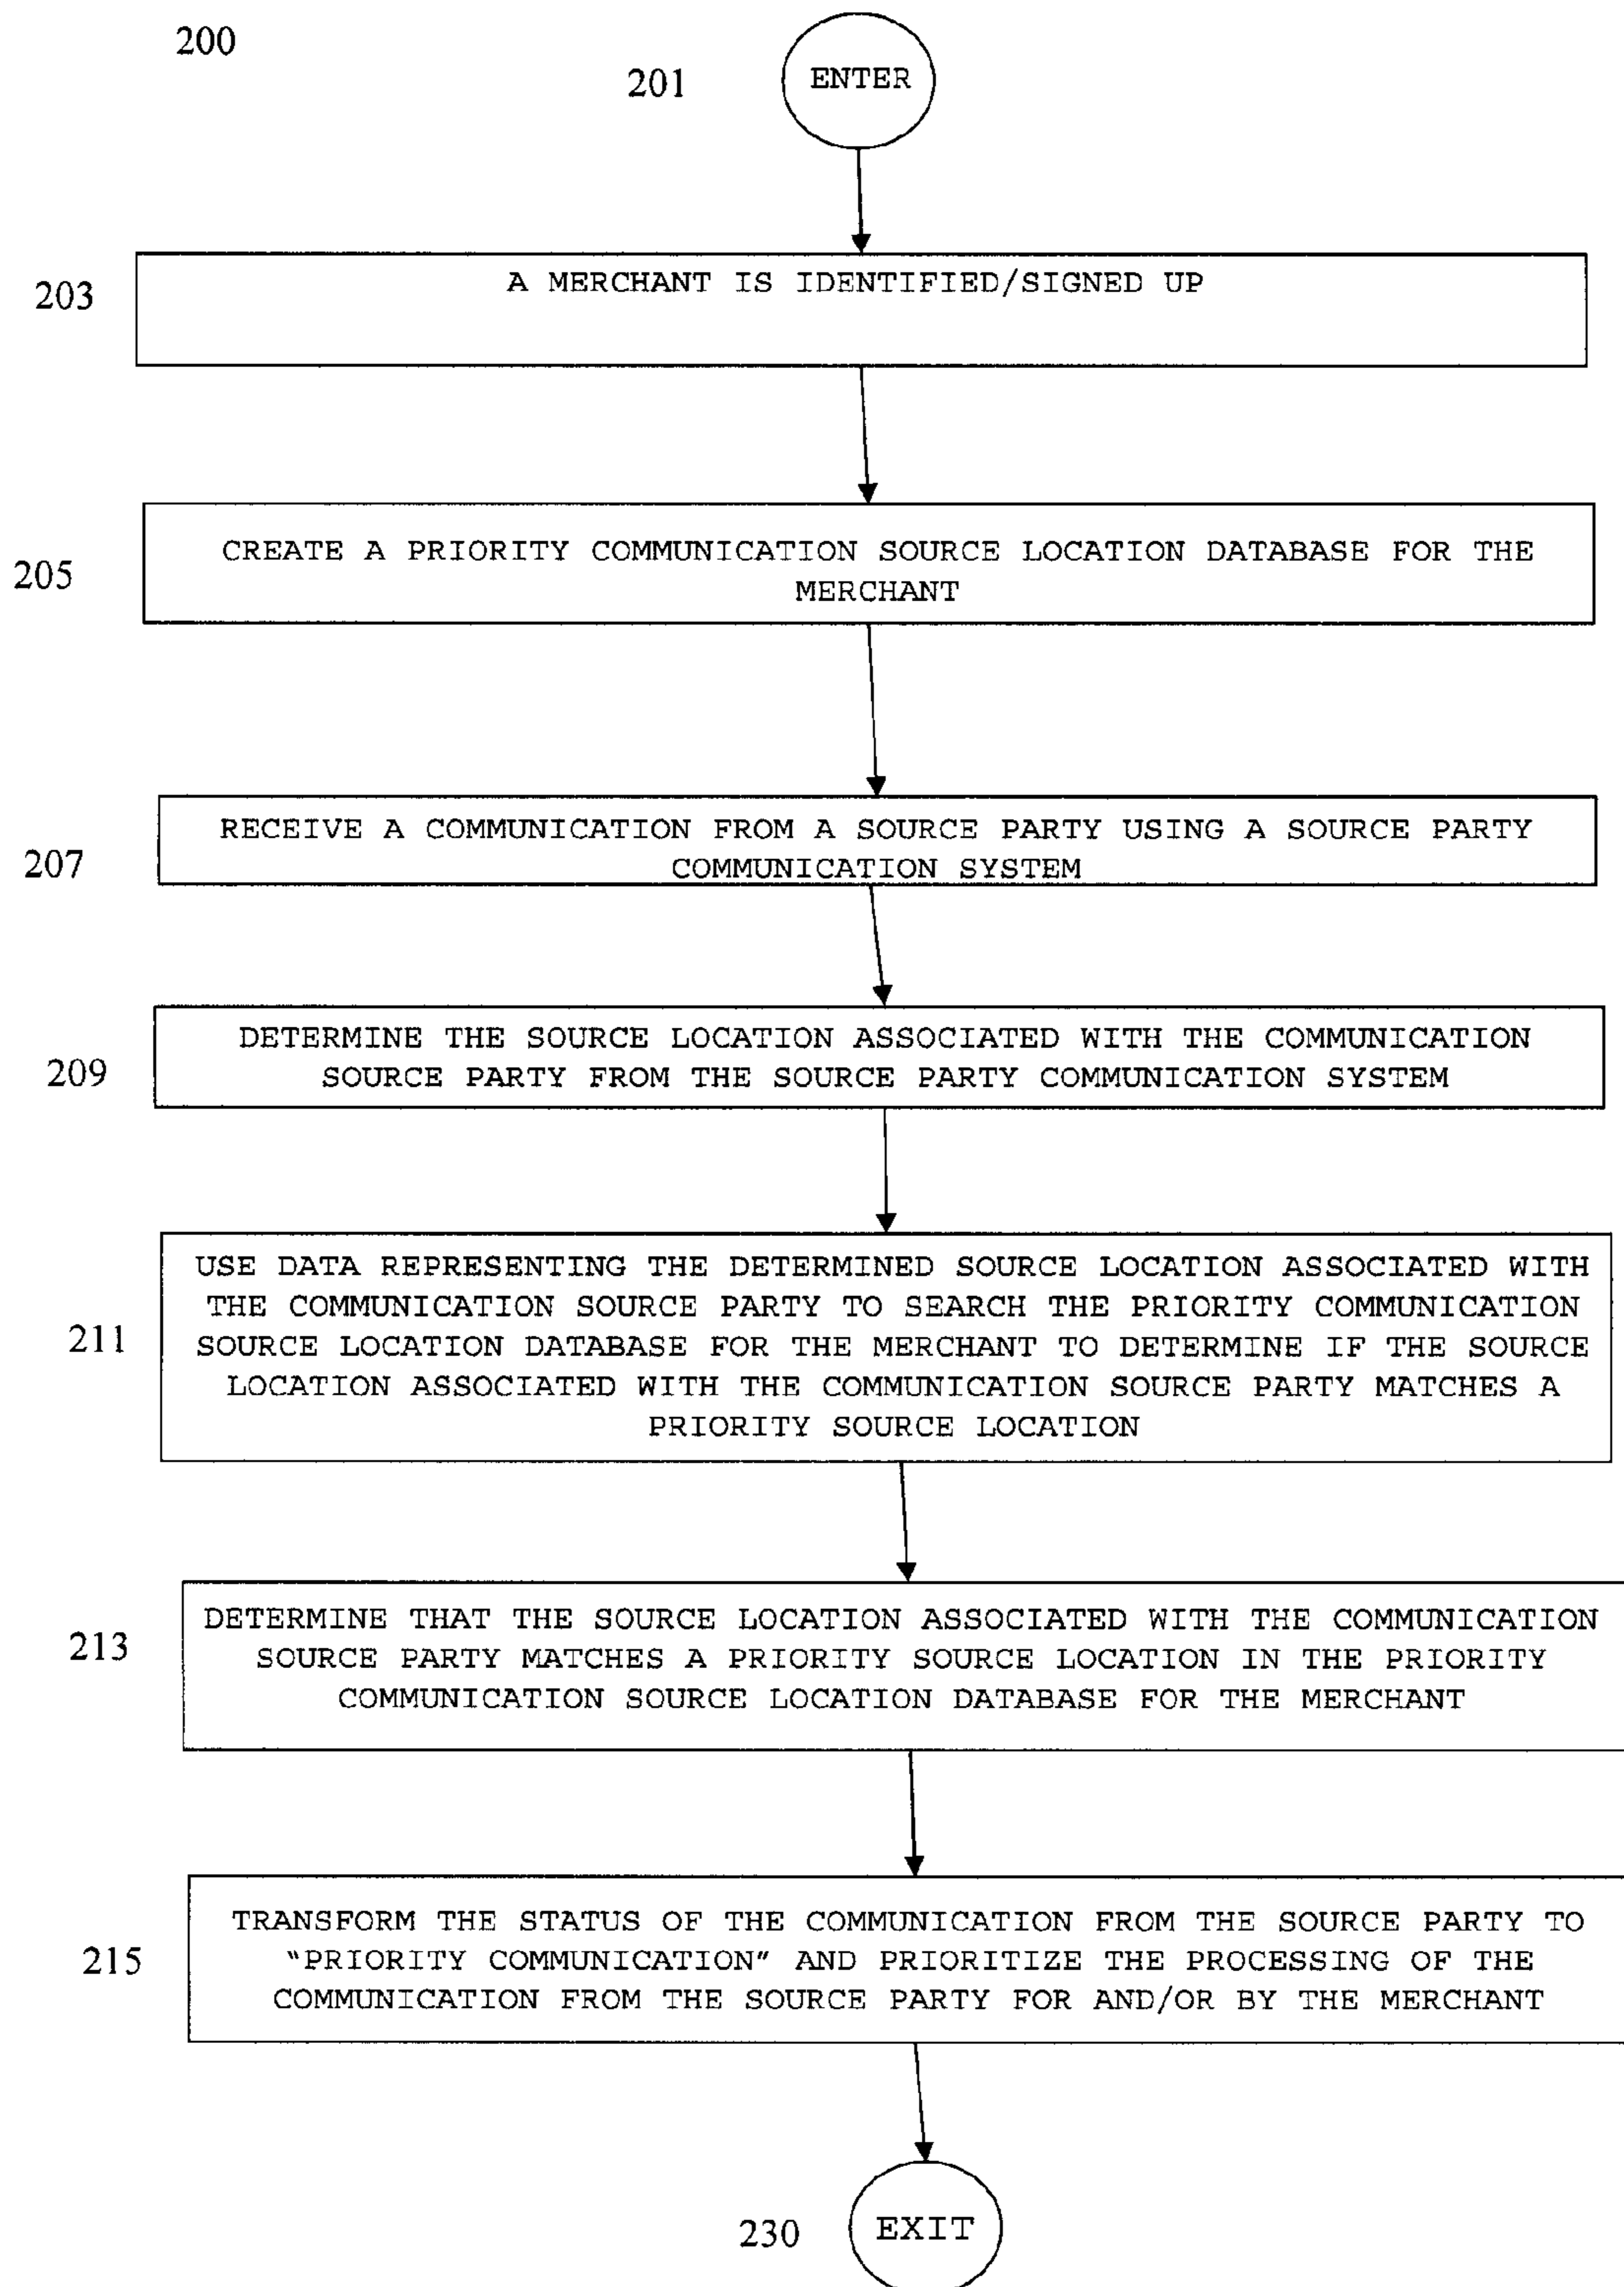 200
201
ENTER
203
A MERCHANT IS IDENTIFIED/SIGNED UP
205
CREATE A PRIORITY COMMUNICATION SOURCE LOCATION DATABASE FOR THE
MERCHANT
207
RECEIVE A COMMUNICATION FROM A SOURCE PARTY USING A SOURCE PARTY
COMMUNICATION SYSTEM
209
DETERMINE THE SOURCE LOCATION ASSOCIATED WITH THE COMMUNICATION
SOURCE PARTY FROM THE SOURCE PARTY COMMUNICATION SYSTEM
211
USE DATA REPRESENTING THE DETERMINED SOURCE LOCATION ASSOCIATED WITH
THE COMMUNICATION SOURCE PARTY TO SEARCH THE PRIORITY COMMUNICATION
SOURCE LOCATION DATABASE FOR THE MERCHANT TO DETERMINE IF THE SOURCE
LOCATION ASSOCIATED WITH THE COMMUNICATION SOURCE PARTY MATCHES A
PRIORITY SOURCE LOCATION
213
DETERMINE THAT THE SOURCE LOCATION ASSOCIATED WITH THE COMMUNICATION
SOURCE PARTY MATCHES A PRIORITY SOURCE LOCATION IN THE PRIORITY
COMMUNICATION SOURCE LOCATION DATABASE FOR THE MERCHANT
215
TRANSFORM THE STATUS OF THE COMMUNICATION FROM THE SOURCE PARTY TO
“PRIORITY COMMUNICATION” AND PRIORITIZE THE PROCESSING OF THE
COMMUNICATION FROM THE SOURCE PARTY FOR AND/OR BY THE MERCHANT
230
EXIT